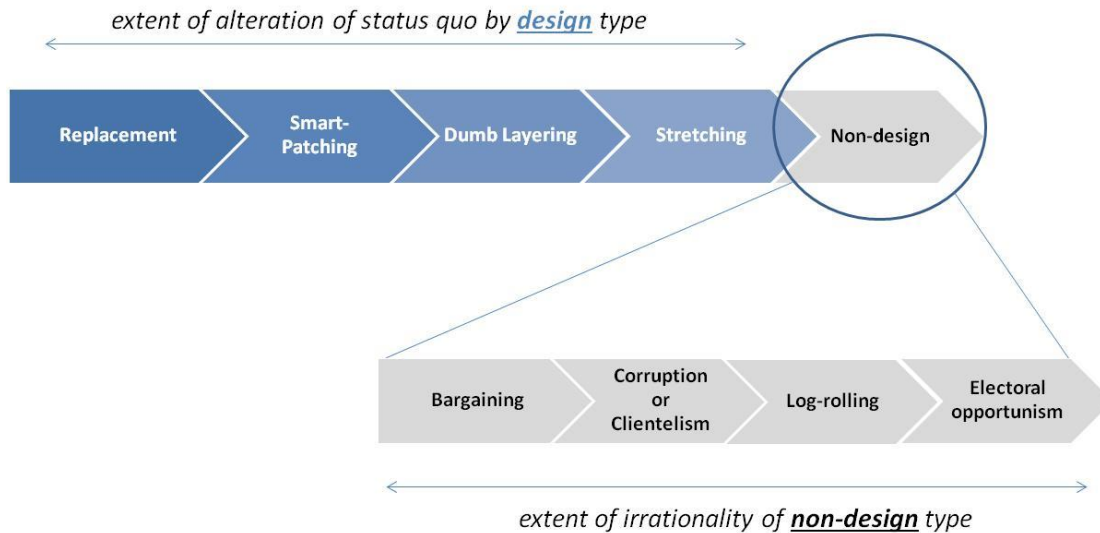 extent of alteration of status quo by design type
Replacement
Smart-
Patching
Dumb Layering
Stretching
Non-design
Bargaining
Corruption
or
Clientelism
Log-rolling
Electoral
opportunism
extent of irrationality of non-design type